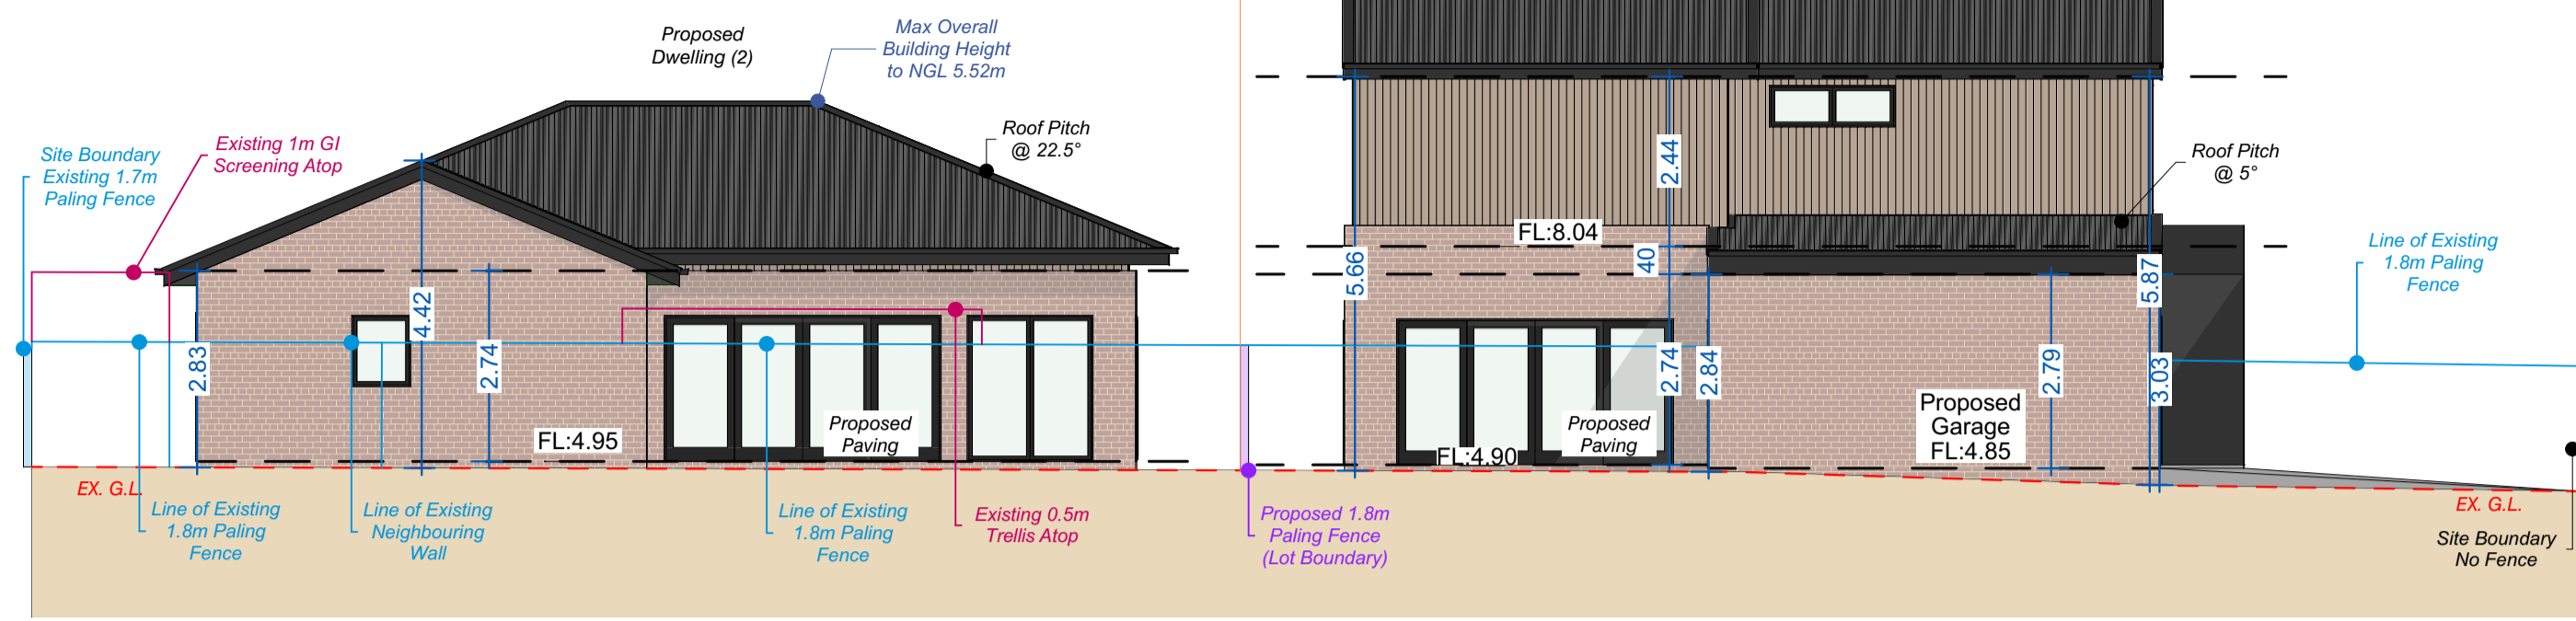 Proposed
Dwelling (2)
Max Overall
Building Height
to NGL 5.52m
Roof Pitch
@ 22.5°
Existing 1m GI
Screening Atop
Site Boundary
Existing 1.7m
Paling Fence
2.83
4.42
2.74
FL:4.95
Proposed
Paving
EX. G.L.
Line of Existing
1.8m Paling
Fence
Line of Existing
Neighbouring
Wall
Line of Existing
1.8m Paling
Fence
Existing 0.5m
Trellis Atop
Proposed 1.8m
Paling Fence
(Lot Boundary)
2.44
FL:8.04
40
5.66
5.87
Roof Pitch
@ 5°
Line of Existing
1.8m Paling
Fence
2.74
2.84
2.79
3.03
Proposed
Paving
FL:4.90
Proposed
Garage
FL:4.85
EX. G.L.
Site Boundary
No Fence